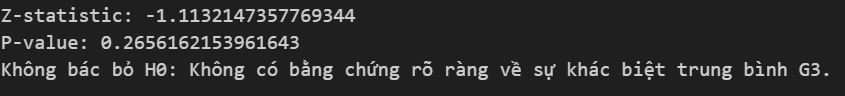 Z-statistic: -1.1132147357769344
P-value: 0.2656162153961643
Không bác bỏ H0: Không có bằng chứng rõ ràng về sự khác biệt trung bình G3.